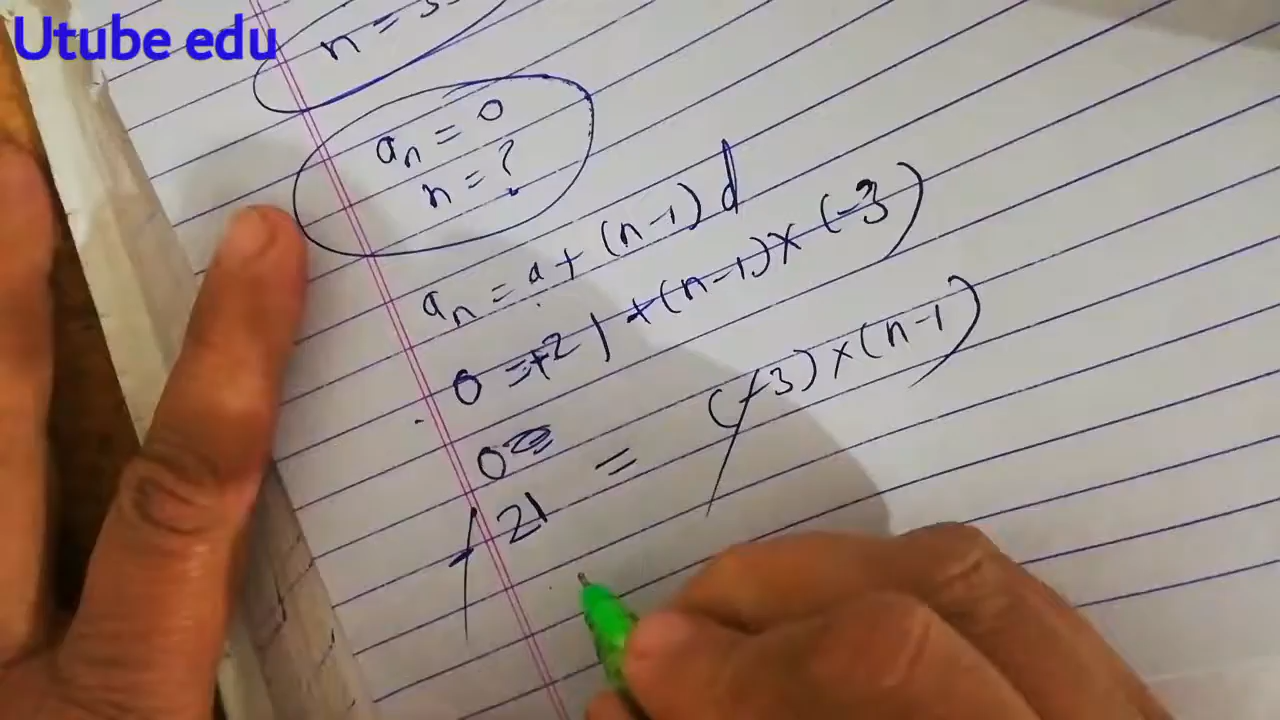 Utube edu
n = 3
aₙ = 0
n = ?
aₙ = a + (n-1) d
0 = +21 + (n-1) × (-3)
0
-21 = (-3) × (n-1)